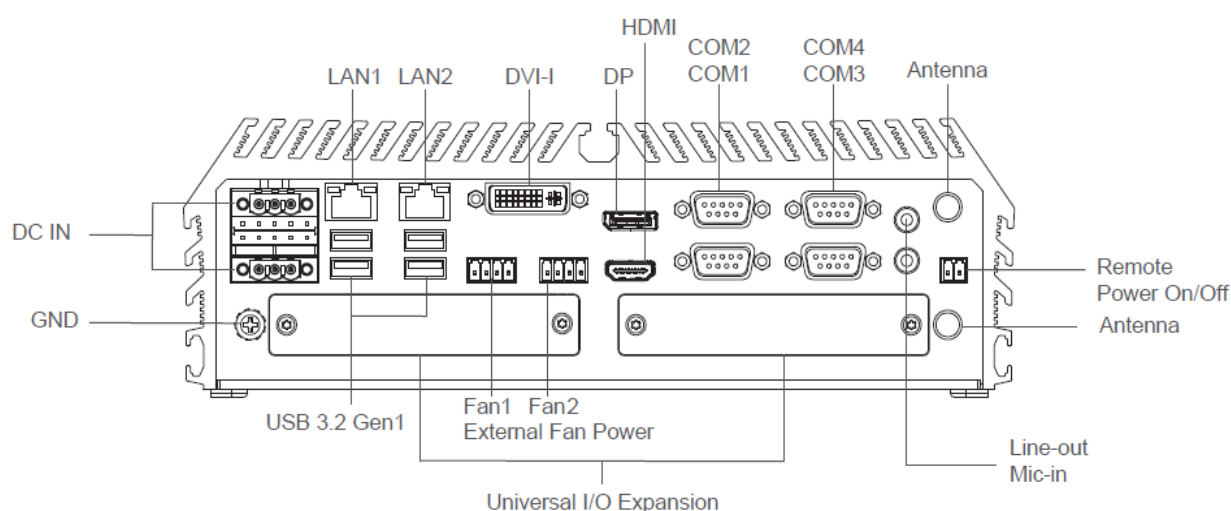 HDMI
COM2
COM1
COM4
COM3
LAN1
LAN2
DVI-I
DP
Antenna
DC IN
Remote
Power On/Off
GND
Antenna
USB 3.2 Gen1
Fan1
Fan2
External Fan Power
Line-out
Mic-in
Universal I/O Expansion